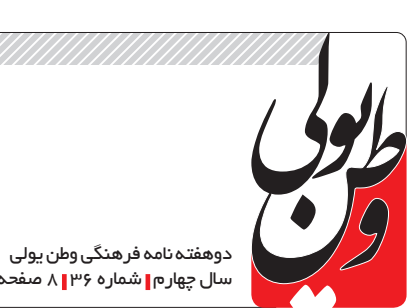 وطن یولی
دوهفته نامه فرهنگی وطن یولی
سال چهارم شماره ۳۶ ۸ صفحه